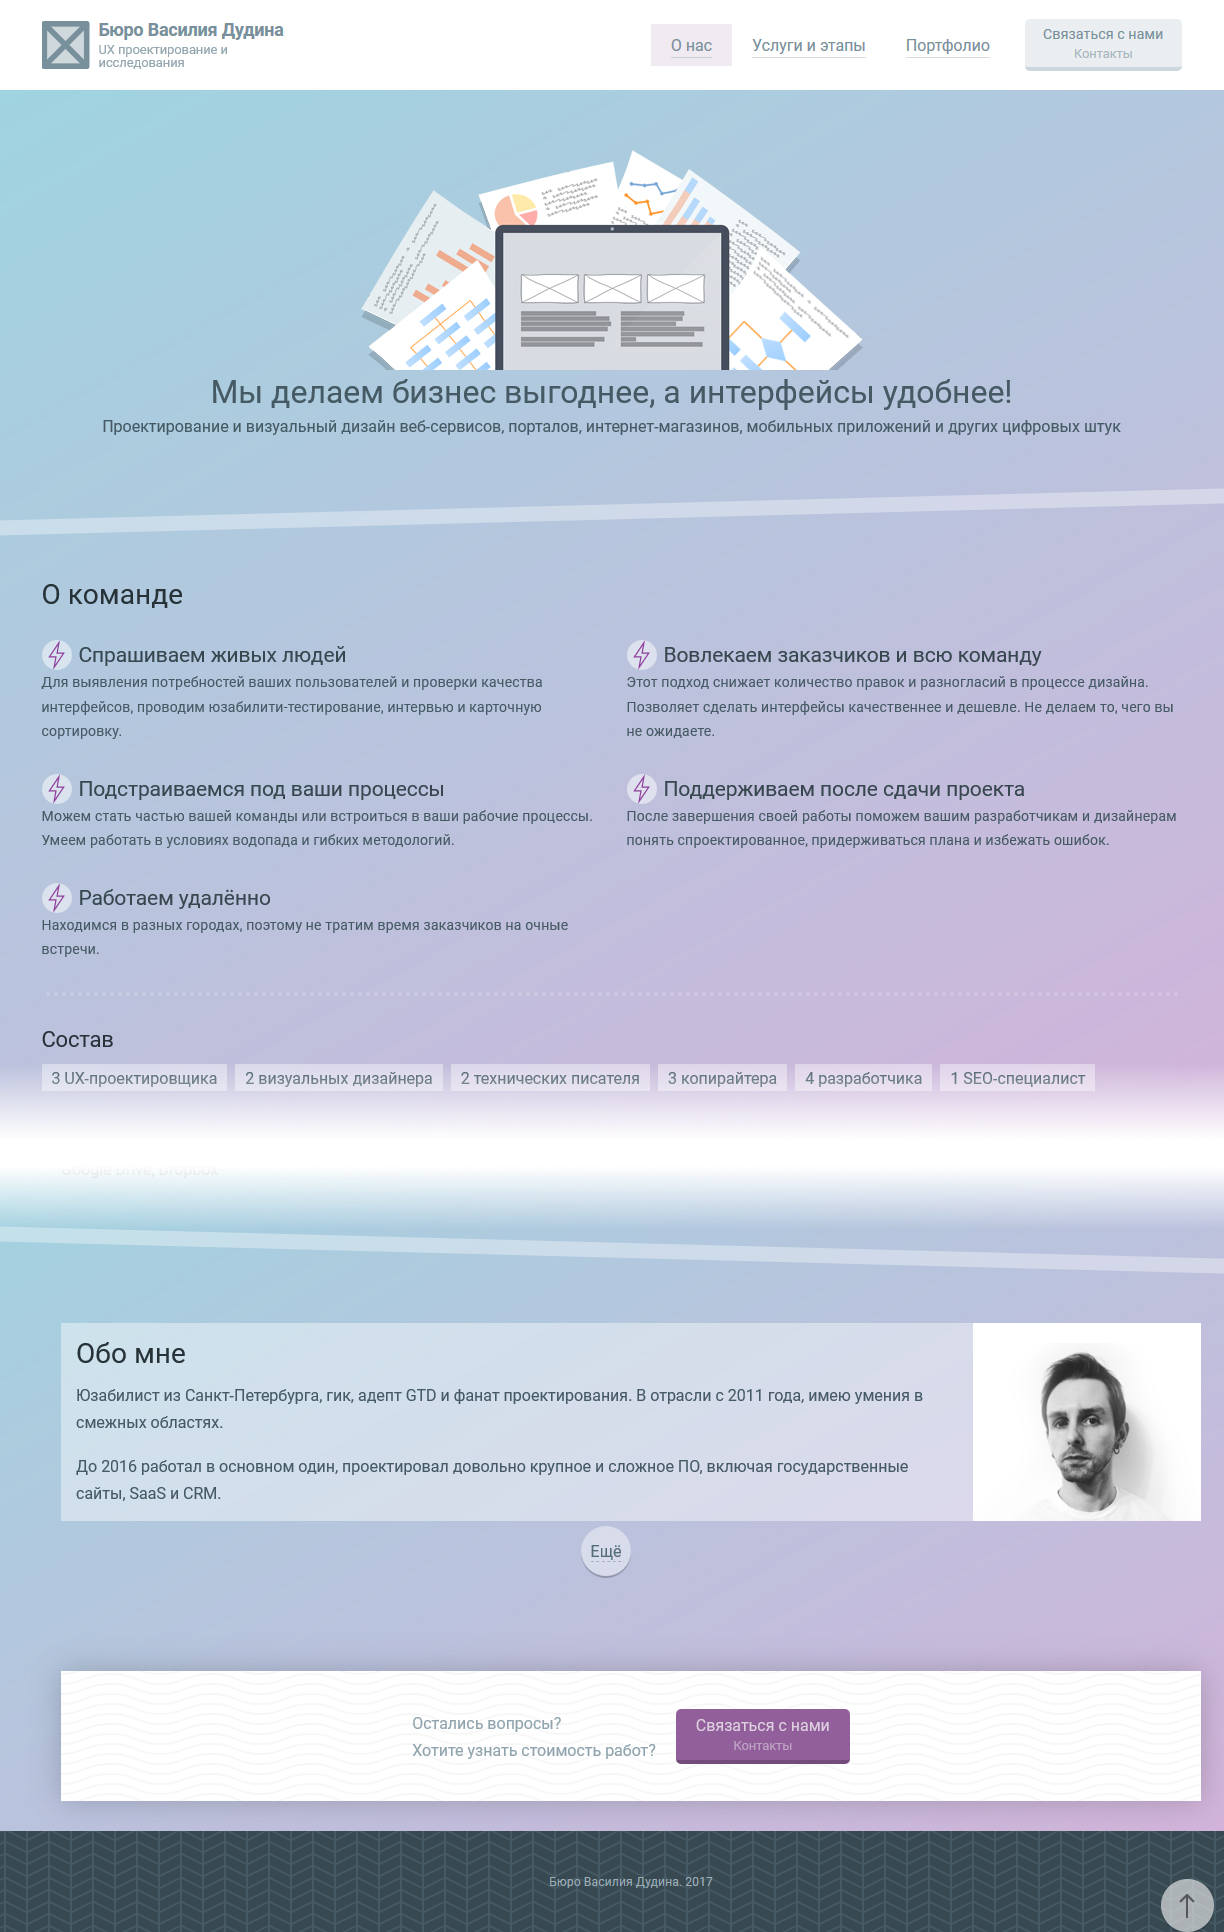 Бюро Василия Дудина
UX проектирование и
исследования
О нас
Услуги и этапы
Портфолио
Связаться с нами
Контакты
Мы делаем бизнес выгоднее, а интерфейсы удобнее!
Проектирование и визуальный дизайн веб-сервисов, порталов, интернет-магазинов, мобильных приложений и других цифровых штук
О команде
Спрашиваем живых людей
Для выявления потребностей ваших пользователей и проверки качества
интерфейсов, проводим юзабилити-тестирование, интервью и карточную
сортировку.
Вовлекаем заказчиков и всю команду
Этот подход снижает количество правок и разногласий в процессе дизайна.
Позволяет сделать интерфейсы качественнее и дешевле. Не делаем то, чего вы
не ожидаете.
Подстраиваемся под ваши процессы
Можем стать частью вашей команды или встроиться в ваши рабочие процессы.
Умеем работать в условиях водопада и гибких методологий.
Поддерживаем после сдачи проекта
После завершения своей работы поможем вашим разработчикам и дизайнерам
понять спроектированное, придерживаться плана и избежать ошибок.
Работаем удалённо
Находимся в разных городах, поэтому не тратим время заказчиков на очные
встречи.
Состав
3 UX-проектировщика
2 визуальных дизайнера
2 технических писателя
3 копирайтера
4 разработчика
1 SEO-специалист
Google Drive, Dropbox
Обо мне
Юзабилист из Санкт-Петербурга, гик, адепт GTD и фанат проектирования. В отрасли с 2011 года, имею умения в
смежных областях.
До 2016 работал в основном один, проектировал довольно крупное и сложное ПО, включая государственные
сайты, SaaS и CRM.
Ещё
Остались вопросы?
Хотите узнать стоимость работ?
Связаться с нами
Контакты
Бюро Василия Дудина. 2017